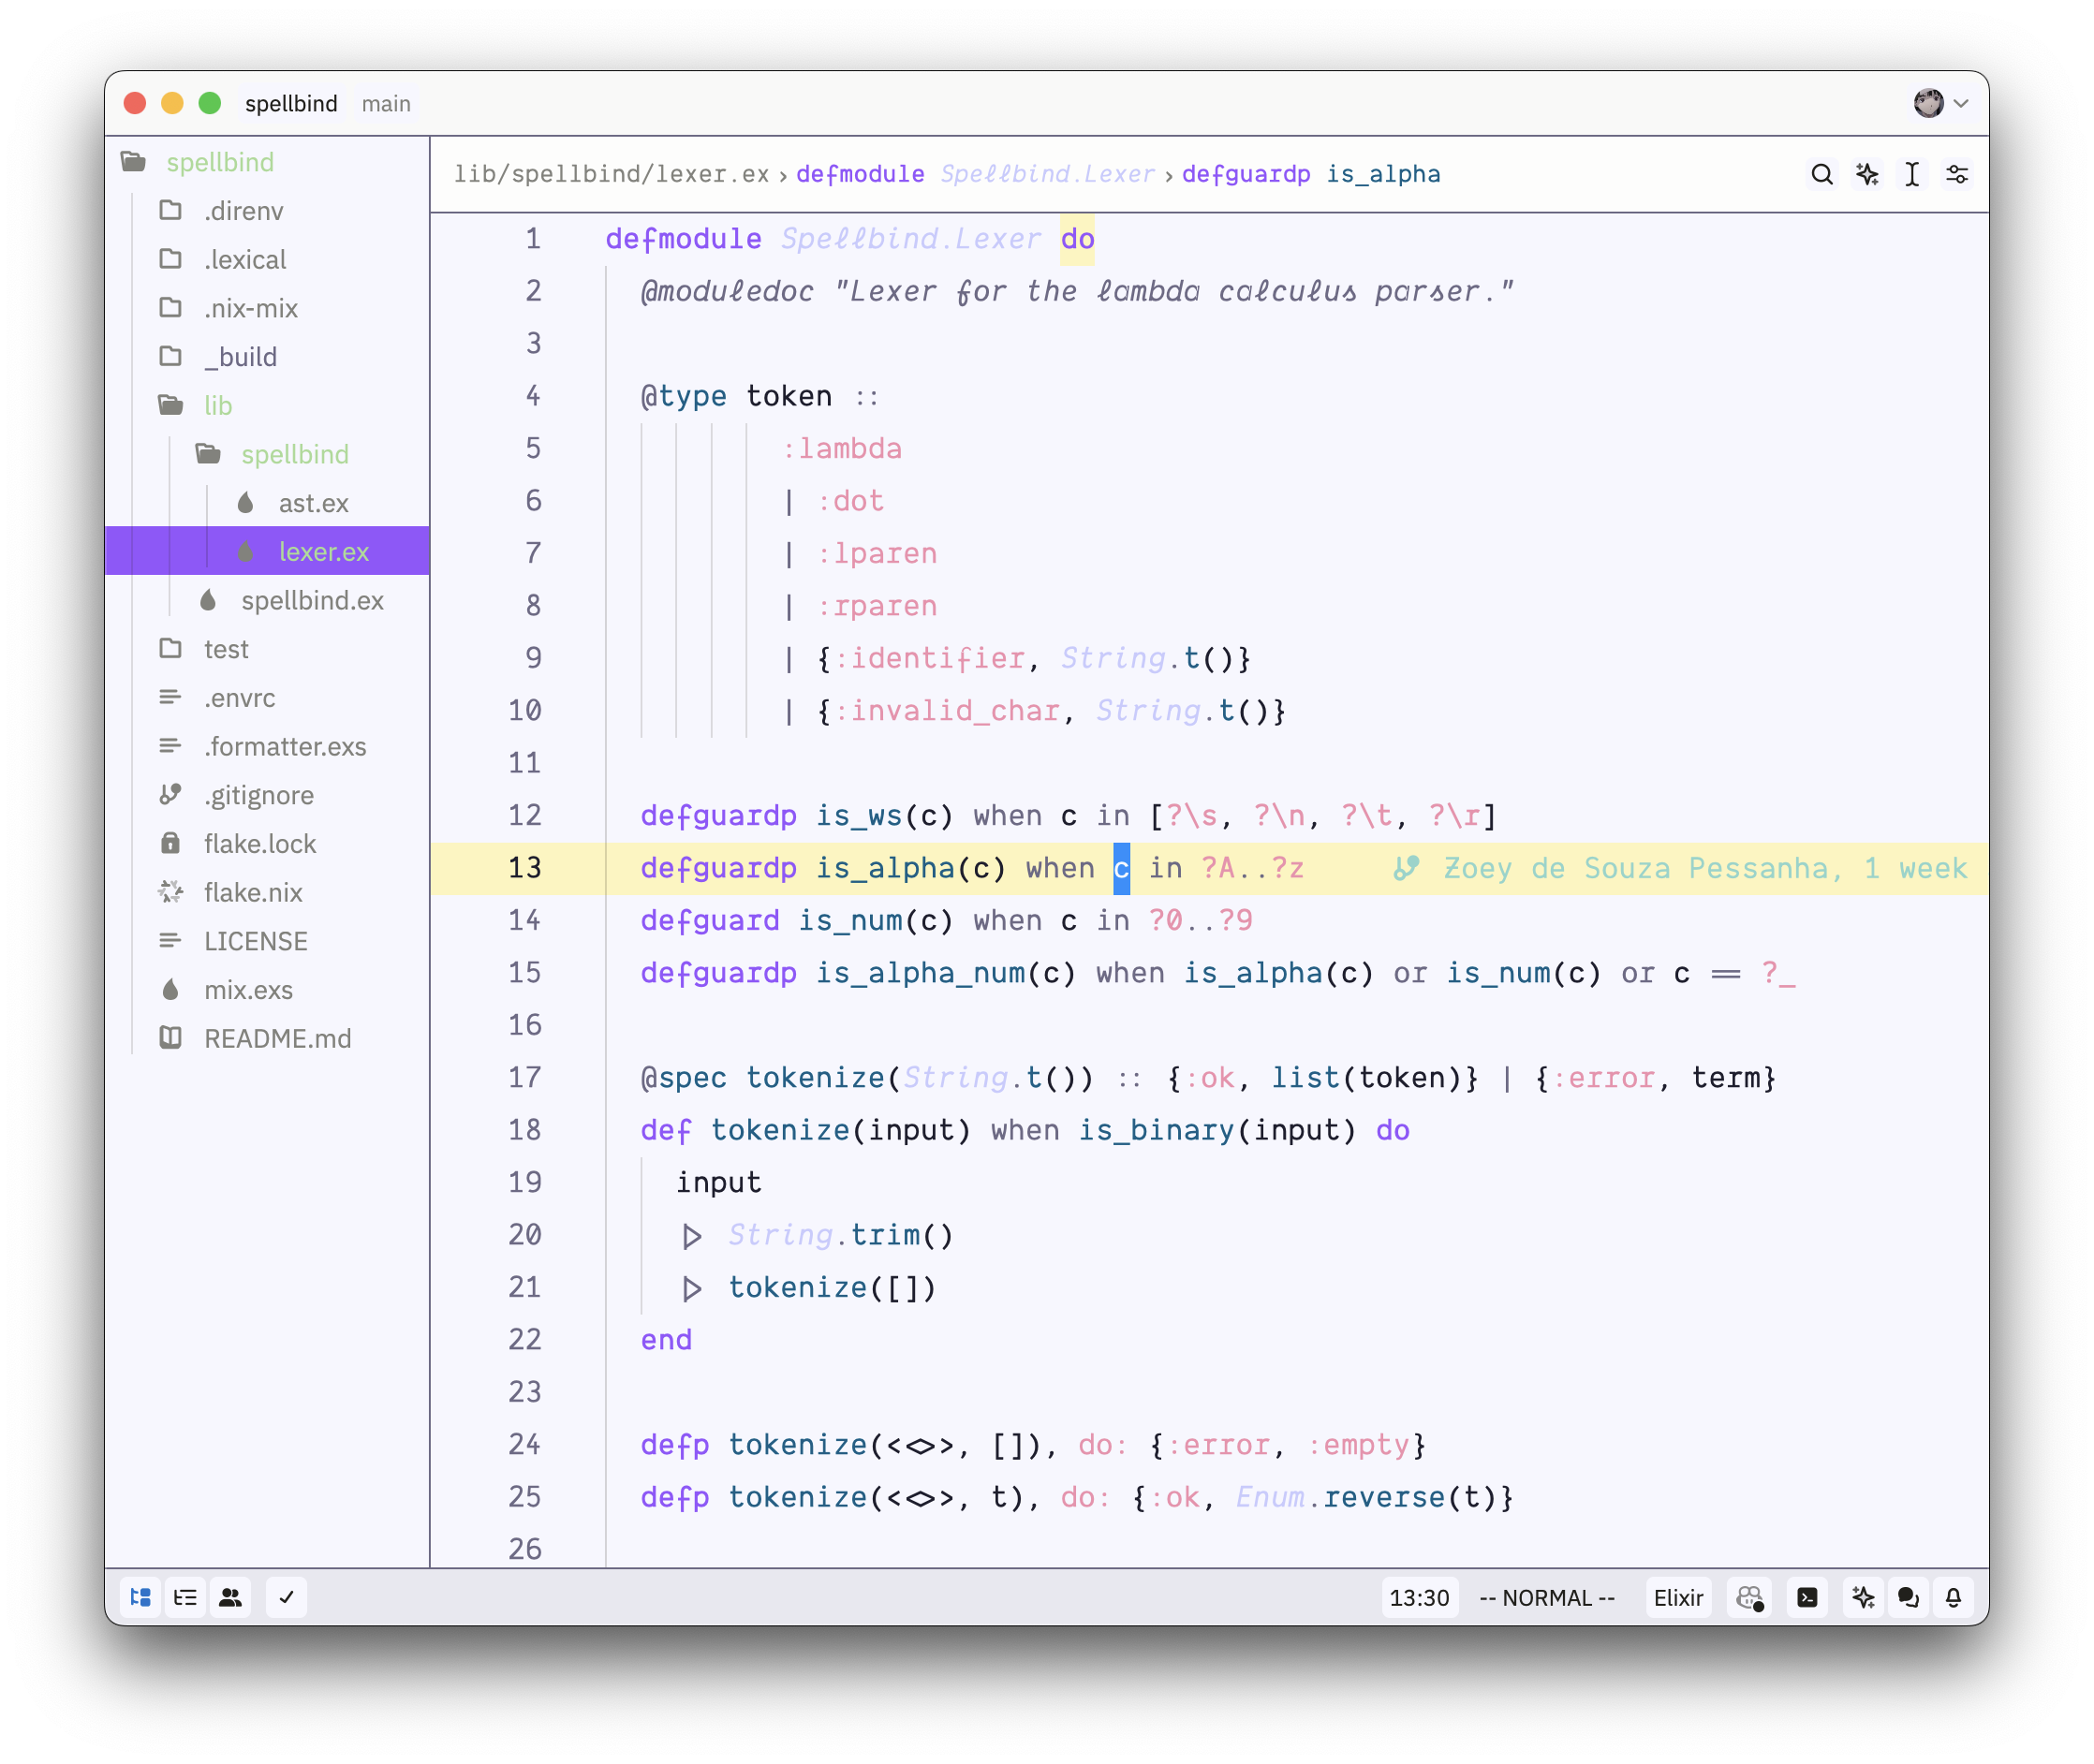 spellbind main
spellbind
.direnv
.lexical
.nix-mix
_build
lib
spellbind
ast.ex
lexer.ex
spellbind.ex
test
.envrc
.formatter.exs
.gitignore
flake.lock
flake.nix
LICENSE
mix.exs
README.md
lib/spellbind/lexer.ex › defmodule Spellbind.Lexer › defguardp is_alpha
1 defmodule Spellbind.Lexer do
2 @moduledoc "Lexer for the lambda calculus parser."
3
4 @type token ::
5 :lambda
6 | :dot
7 | :lparen
8 | :rparen
9 | {:identifier, String.t()}
10 | {:invalid_char, String.t()}
11
12 defguardp is_ws(c) when c in [?\s, ?\n, ?\t, ?\r]
13 defguardp is_alpha(c) when c in ?A..?z Zoey de Souza Pessanha, 1 week
14 defguard is_num(c) when c in ?0..?9
15 defguardp is_alpha_num(c) when is_alpha(c) or is_num(c) or c == ?_
16
17 @spec tokenize(String.t()) :: {:ok, list(token)} | {:error, term}
18 def tokenize(input) when is_binary(input) do
19 input
20 |> String.trim()
21 |> tokenize([])
22 end
23
24 defp tokenize(<<>>, []), do: {:error, :empty}
25 defp tokenize(<<>>, t), do: {:ok, Enum.reverse(t)}
26
13:30 -- NORMAL -- Elixir